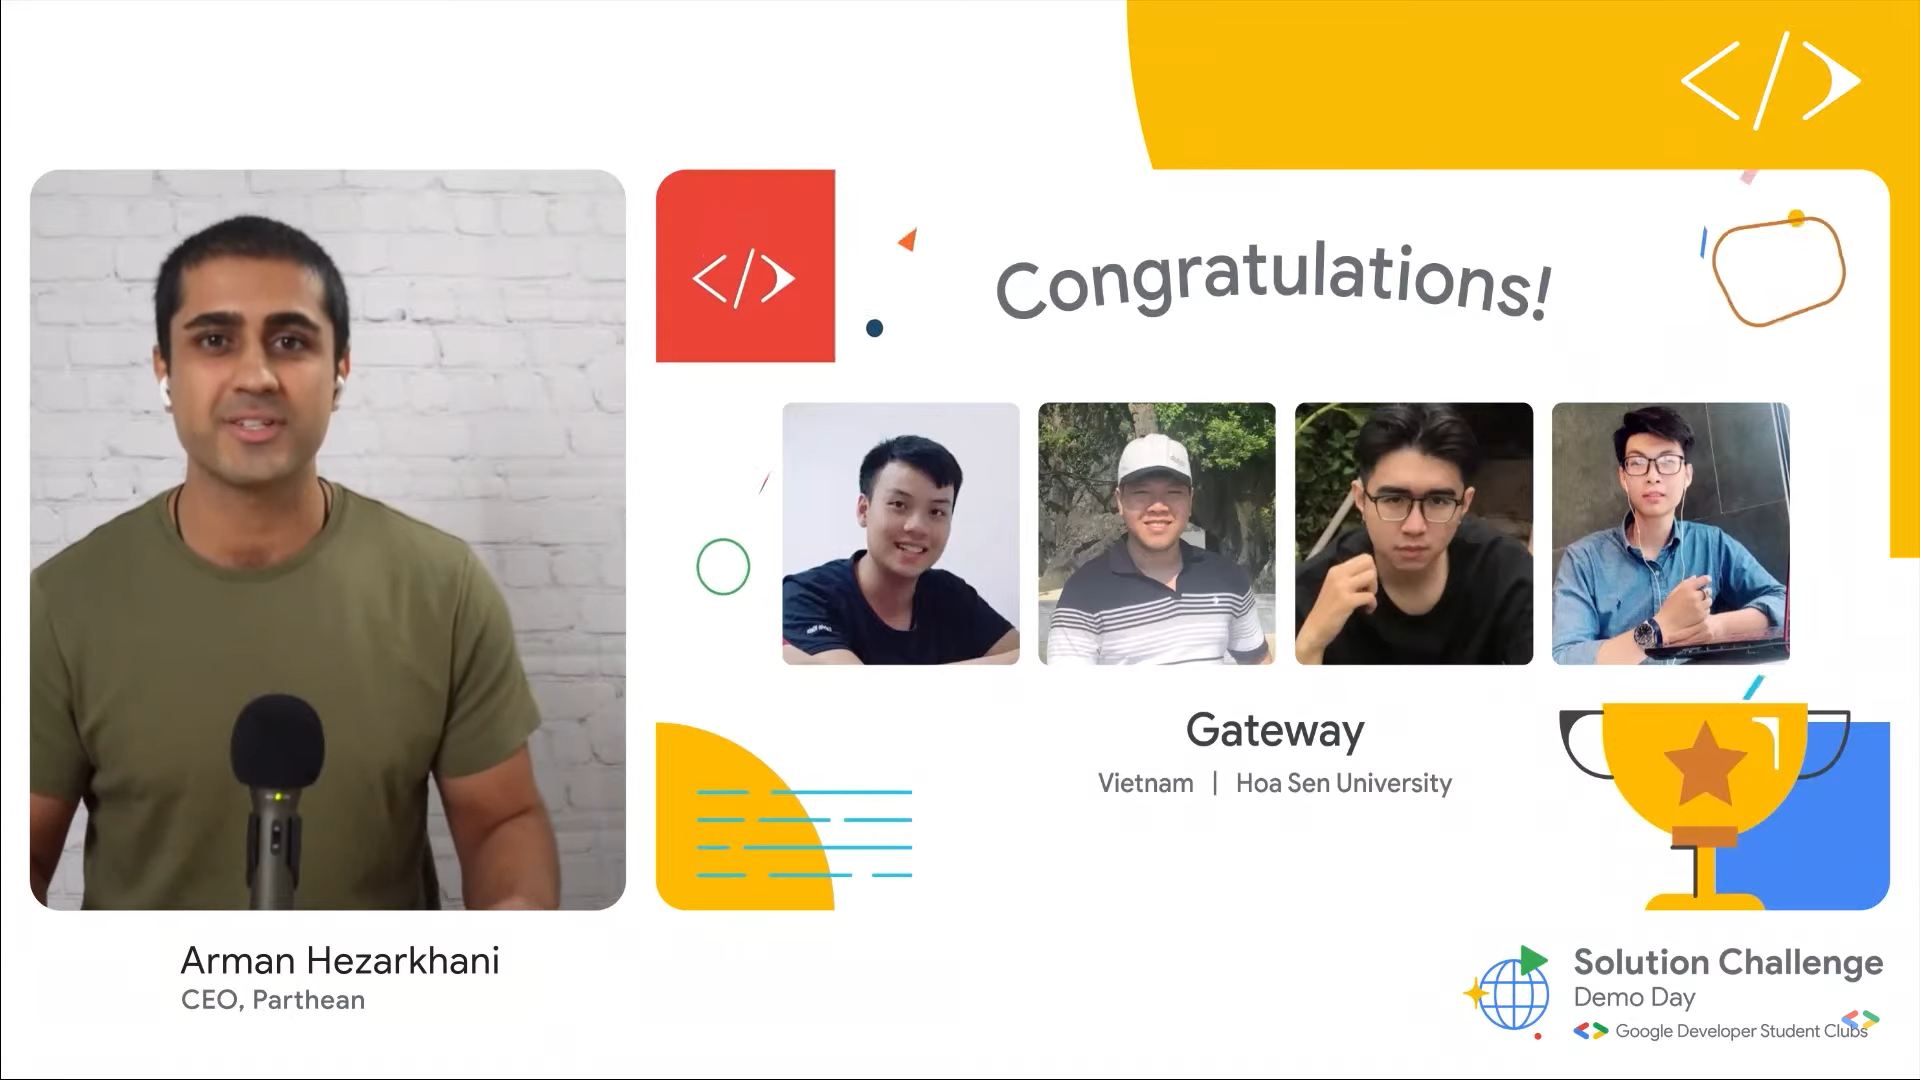 Congratulations!
Gateway
Vietnam | Hoa Sen University
Arman Hezarkhani
CEO, Parthean
Solution Challenge
Demo Day
Google Developer Student Clubs